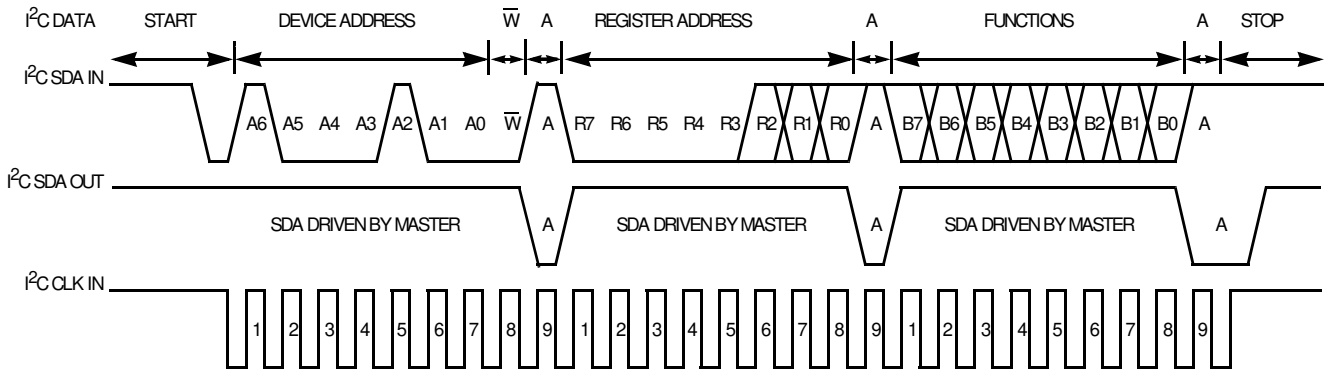 I²C DATA START DEVICE ADDRESS W̅ A REGISTER ADDRESS A FUNCTIONS A STOP
I²C SDA IN
A6 A5 A4 A3 A2 A1 A0 W̅ A R7 R6 R5 R4 R3 R2 R1 R0 A B7 B6 B5 B4 B3 B2 B1 B0 A
I²C SDA OUT
SDA DRIVEN BY MASTER A SDA DRIVEN BY MASTER A SDA DRIVEN BY MASTER A
I²C CLK IN
1 2 3 4 5 6 7 8 9 1 2 3 4 5 6 7 8 9 1 2 3 4 5 6 7 8 9